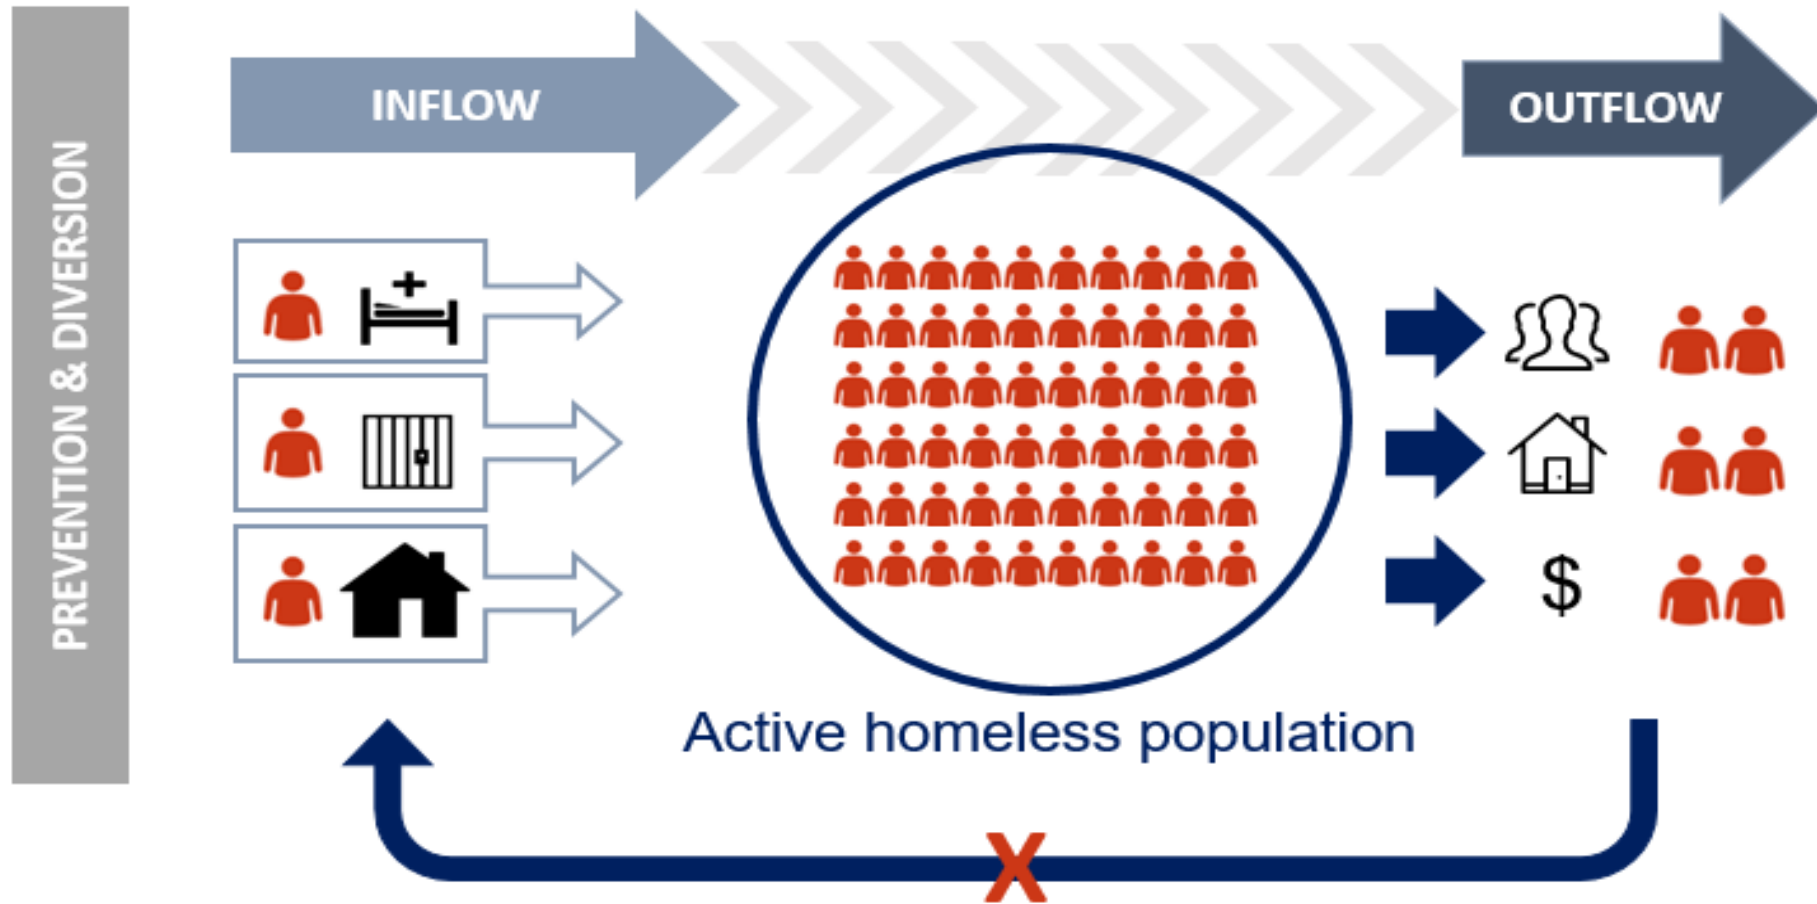 PREVENTION & DIVERSION
INFLOW
OUTFLOW
$
Active homeless population
X